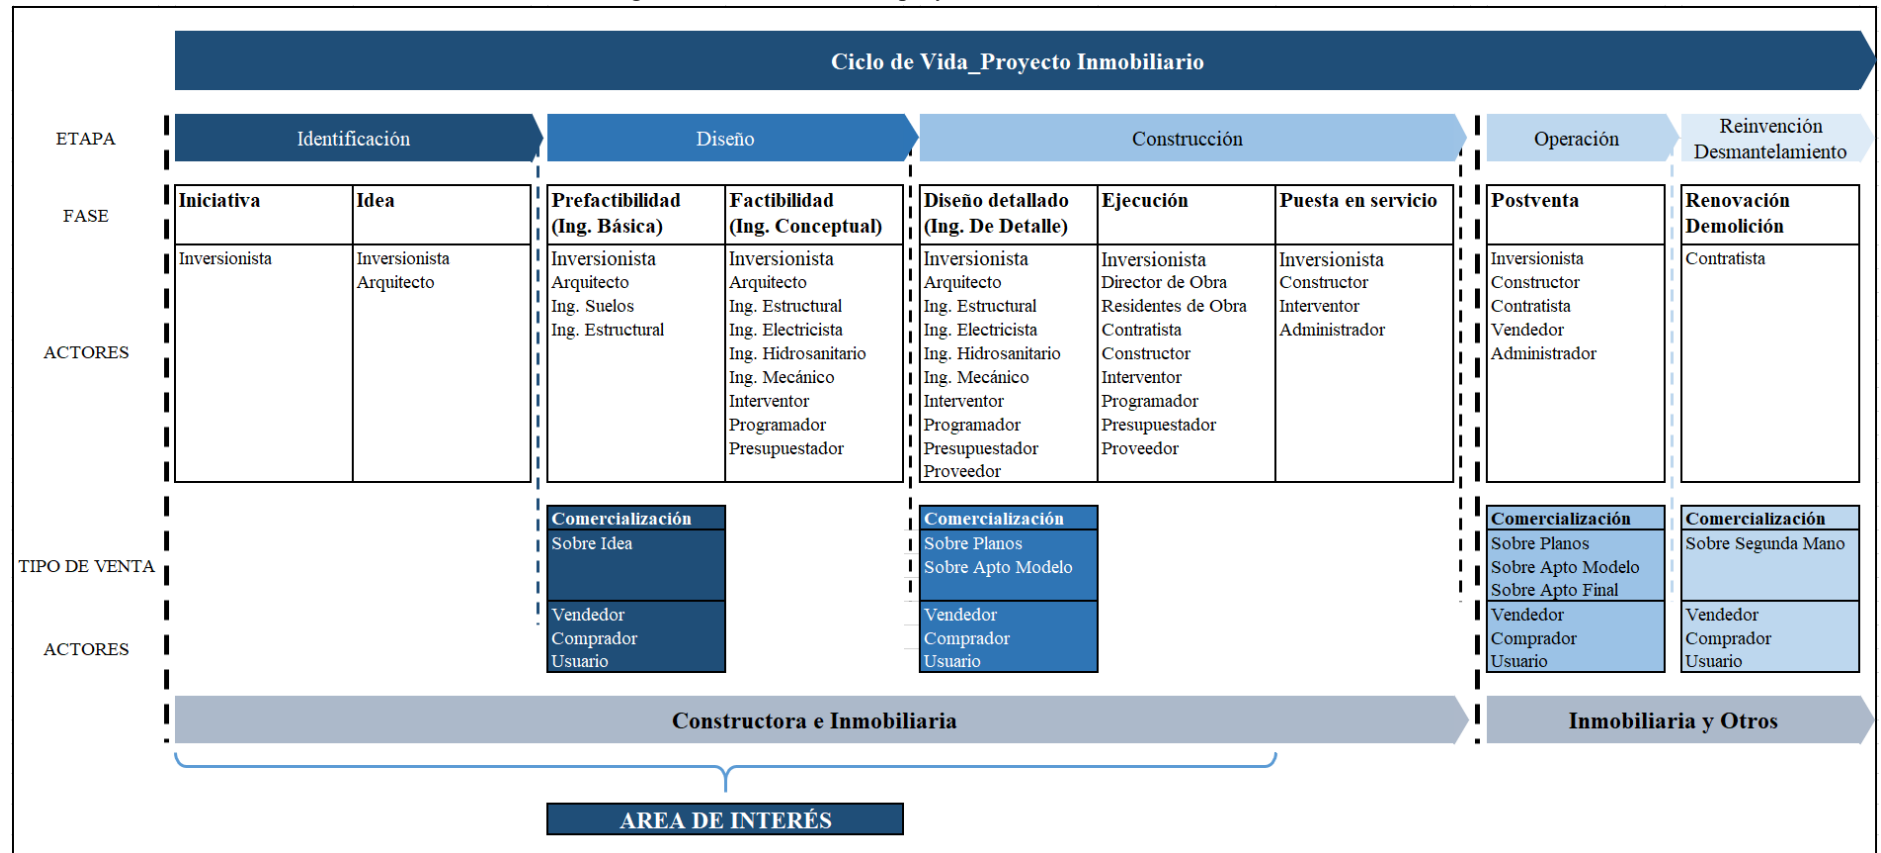 Ciclo de Vida_Proyecto Inmobiliario
ETAPA
Identificación
Diseño
Construcción
Operación
Reinvención
Desmantelamiento
FASE
Iniciativa
Idea
Prefactibilidad
(Ing. Básica)
Factibilidad
(Ing. Conceptual)
Diseño detallado
(Ing. De Detalle)
Ejecución
Puesta en servicio
Postventa
Renovación
Demolición
ACTORES
Inversionista
Inversionista
Arquitecto
Inversionista
Arquitecto
Ing. Suelos
Ing. Estructural
Inversionista
Arquitecto
Ing. Estructural
Ing. Electricista
Ing. Hidrosanitario
Ing. Mecánico
Interventor
Programador
Presupuestador
Inversionista
Arquitecto
Ing. Estructural
Ing. Electricista
Ing. Hidrosanitario
Ing. Mecánico
Interventor
Programador
Presupuestador
Proveedor
Inversionista
Director de Obra
Residentes de Obra
Contratista
Constructor
Interventor
Programador
Presupuestador
Proveedor
Inversionista
Constructor
Interventor
Administrador
Inversionista
Constructor
Contratista
Vendedor
Administrador
Contratista
TIPO DE VENTA
Comercialización
Sobre Idea
Comercialización
Sobre Planos
Sobre Apto Modelo
Comercialización
Sobre Planos
Sobre Apto Modelo
Sobre Apto Final
Comercialización
Sobre Segunda Mano
ACTORES
Vendedor
Comprador
Usuario
Vendedor
Comprador
Usuario
Vendedor
Comprador
Usuario
Vendedor
Comprador
Usuario
Constructora e Inmobiliaria
Inmobiliaria y Otros
AREA DE INTERÉS